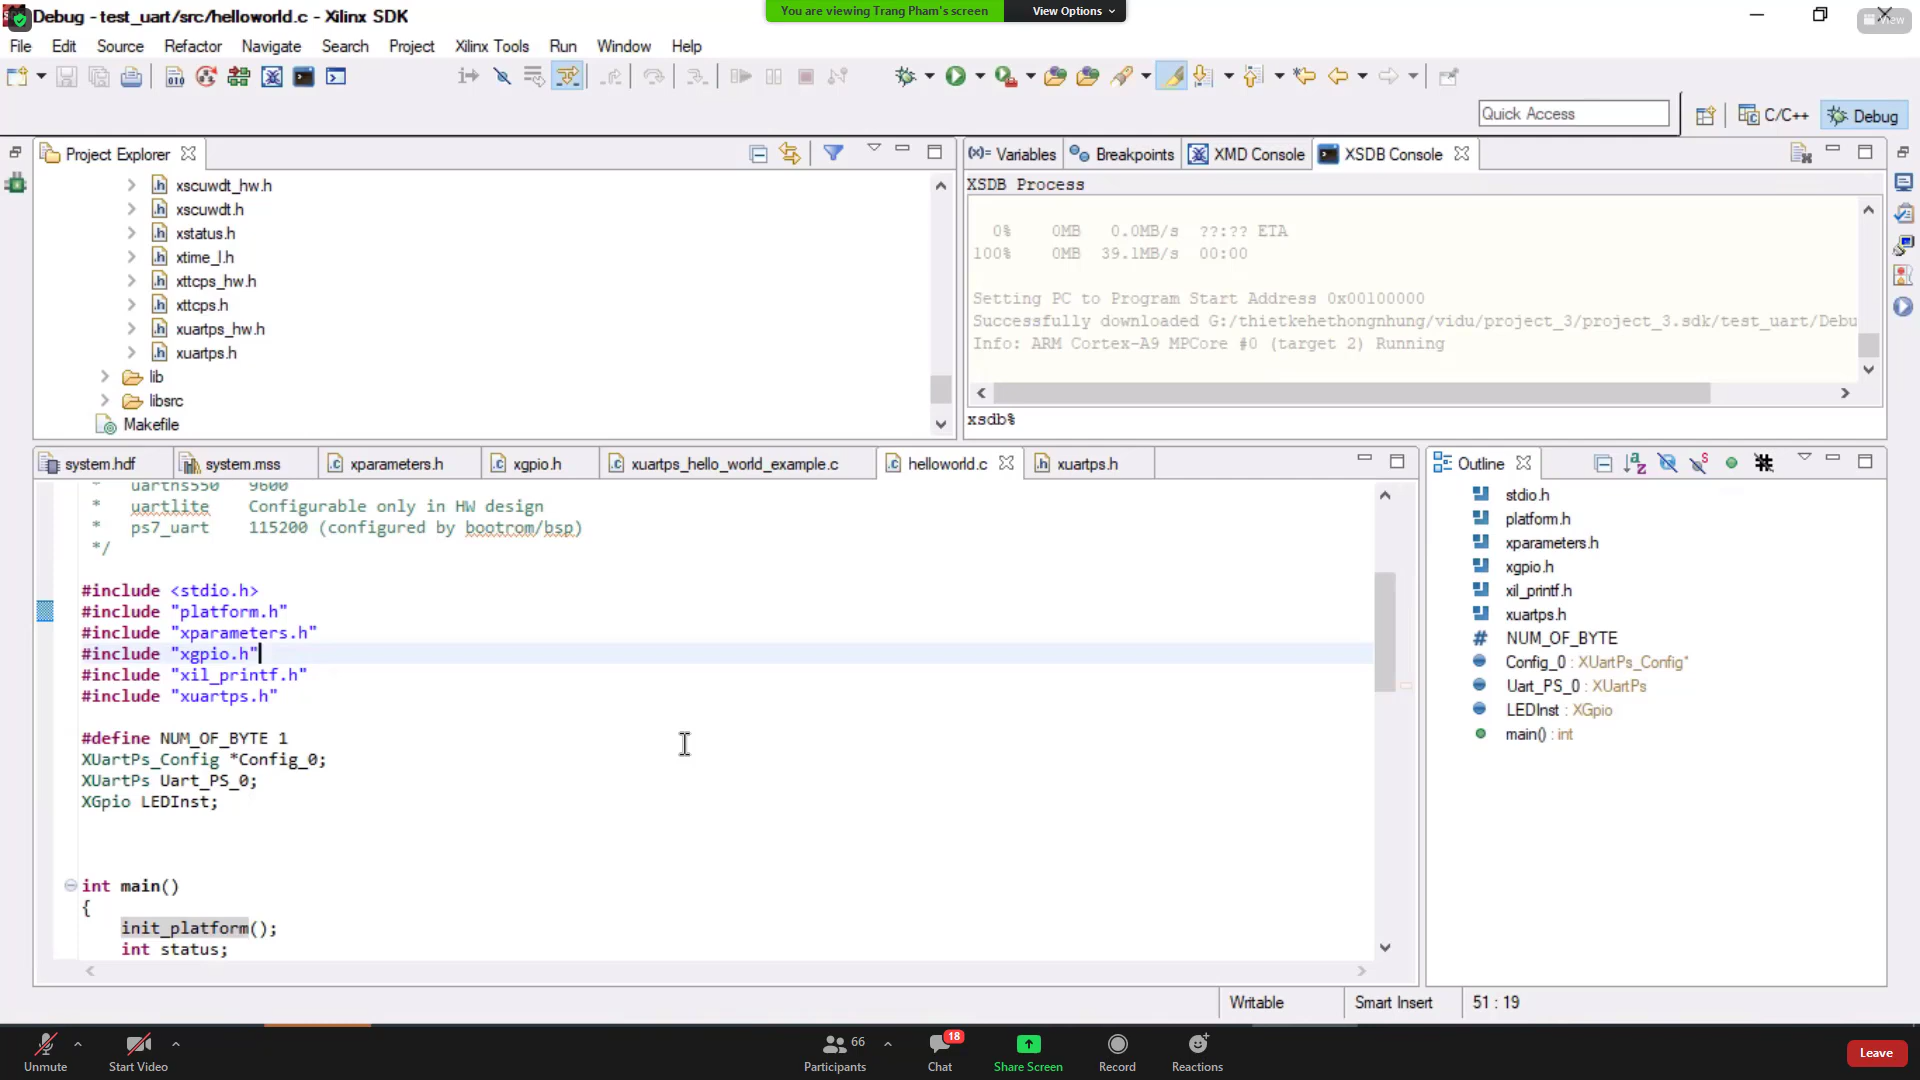 Debug - test_uart/src/helloworld.c - Xilinx SDK
You are viewing Trang Pham's screen
View Options
View
File Edit Source Refactor Navigate Search Project Xilinx Tools Run Window Help
Quick Access
C/C++
Debug
Project Explorer
xscuwdt_hw.h
xscuwdt.h
xstatus.h
xtime_l.h
xttcps_hw.h
xttcps.h
xuartps_hw.h
xuartps.h
lib
libsrc
Makefile
Variables
Breakpoints
XMD Console
XSDB Console
XSDB Process
0% 0MB 0.0MB/s ??:?? ETA
100% 0MB 39.1MB/s 00:00
Setting PC to Program Start Address 0x00100000
Successfully downloaded G:/thietkehethongnhung/vidu/project_3/project_3.sdk/test_uart/Debu
Info: ARM Cortex-A9 MPCore #0 (target 2) Running
xsdb%
system.hdf
system.mss
xparameters.h
xgpio.h
xuartps_hello_world_example.c
helloworld.c
xuartps.h
* uartns550 9600
* uartlite Configurable only in HW design
* ps7_uart 115200 (configured by bootrom/bsp)
*/
#include <stdio.h>
#include "platform.h"
#include "xparameters.h"
#include "xgpio.h"
#include "xil_printf.h"
#include "xuartps.h"
#define NUM_OF_BYTE 1
XUartPs_Config *Config_0;
XUartPs Uart_PS_0;
XGpio LEDInst;
int main()
{
init_platform();
int status;
Outline
stdio.h
platform.h
xparameters.h
xgpio.h
xil_printf.h
xuartps.h
NUM_OF_BYTE
Config_0 : XUartPs_Config*
Uart_PS_0 : XUartPs
LEDInst : XGpio
main() : int
Writable
Smart Insert
51 : 19
Unmute
Start Video
66
Participants
18
Chat
Share Screen
Record
Reactions
Leave